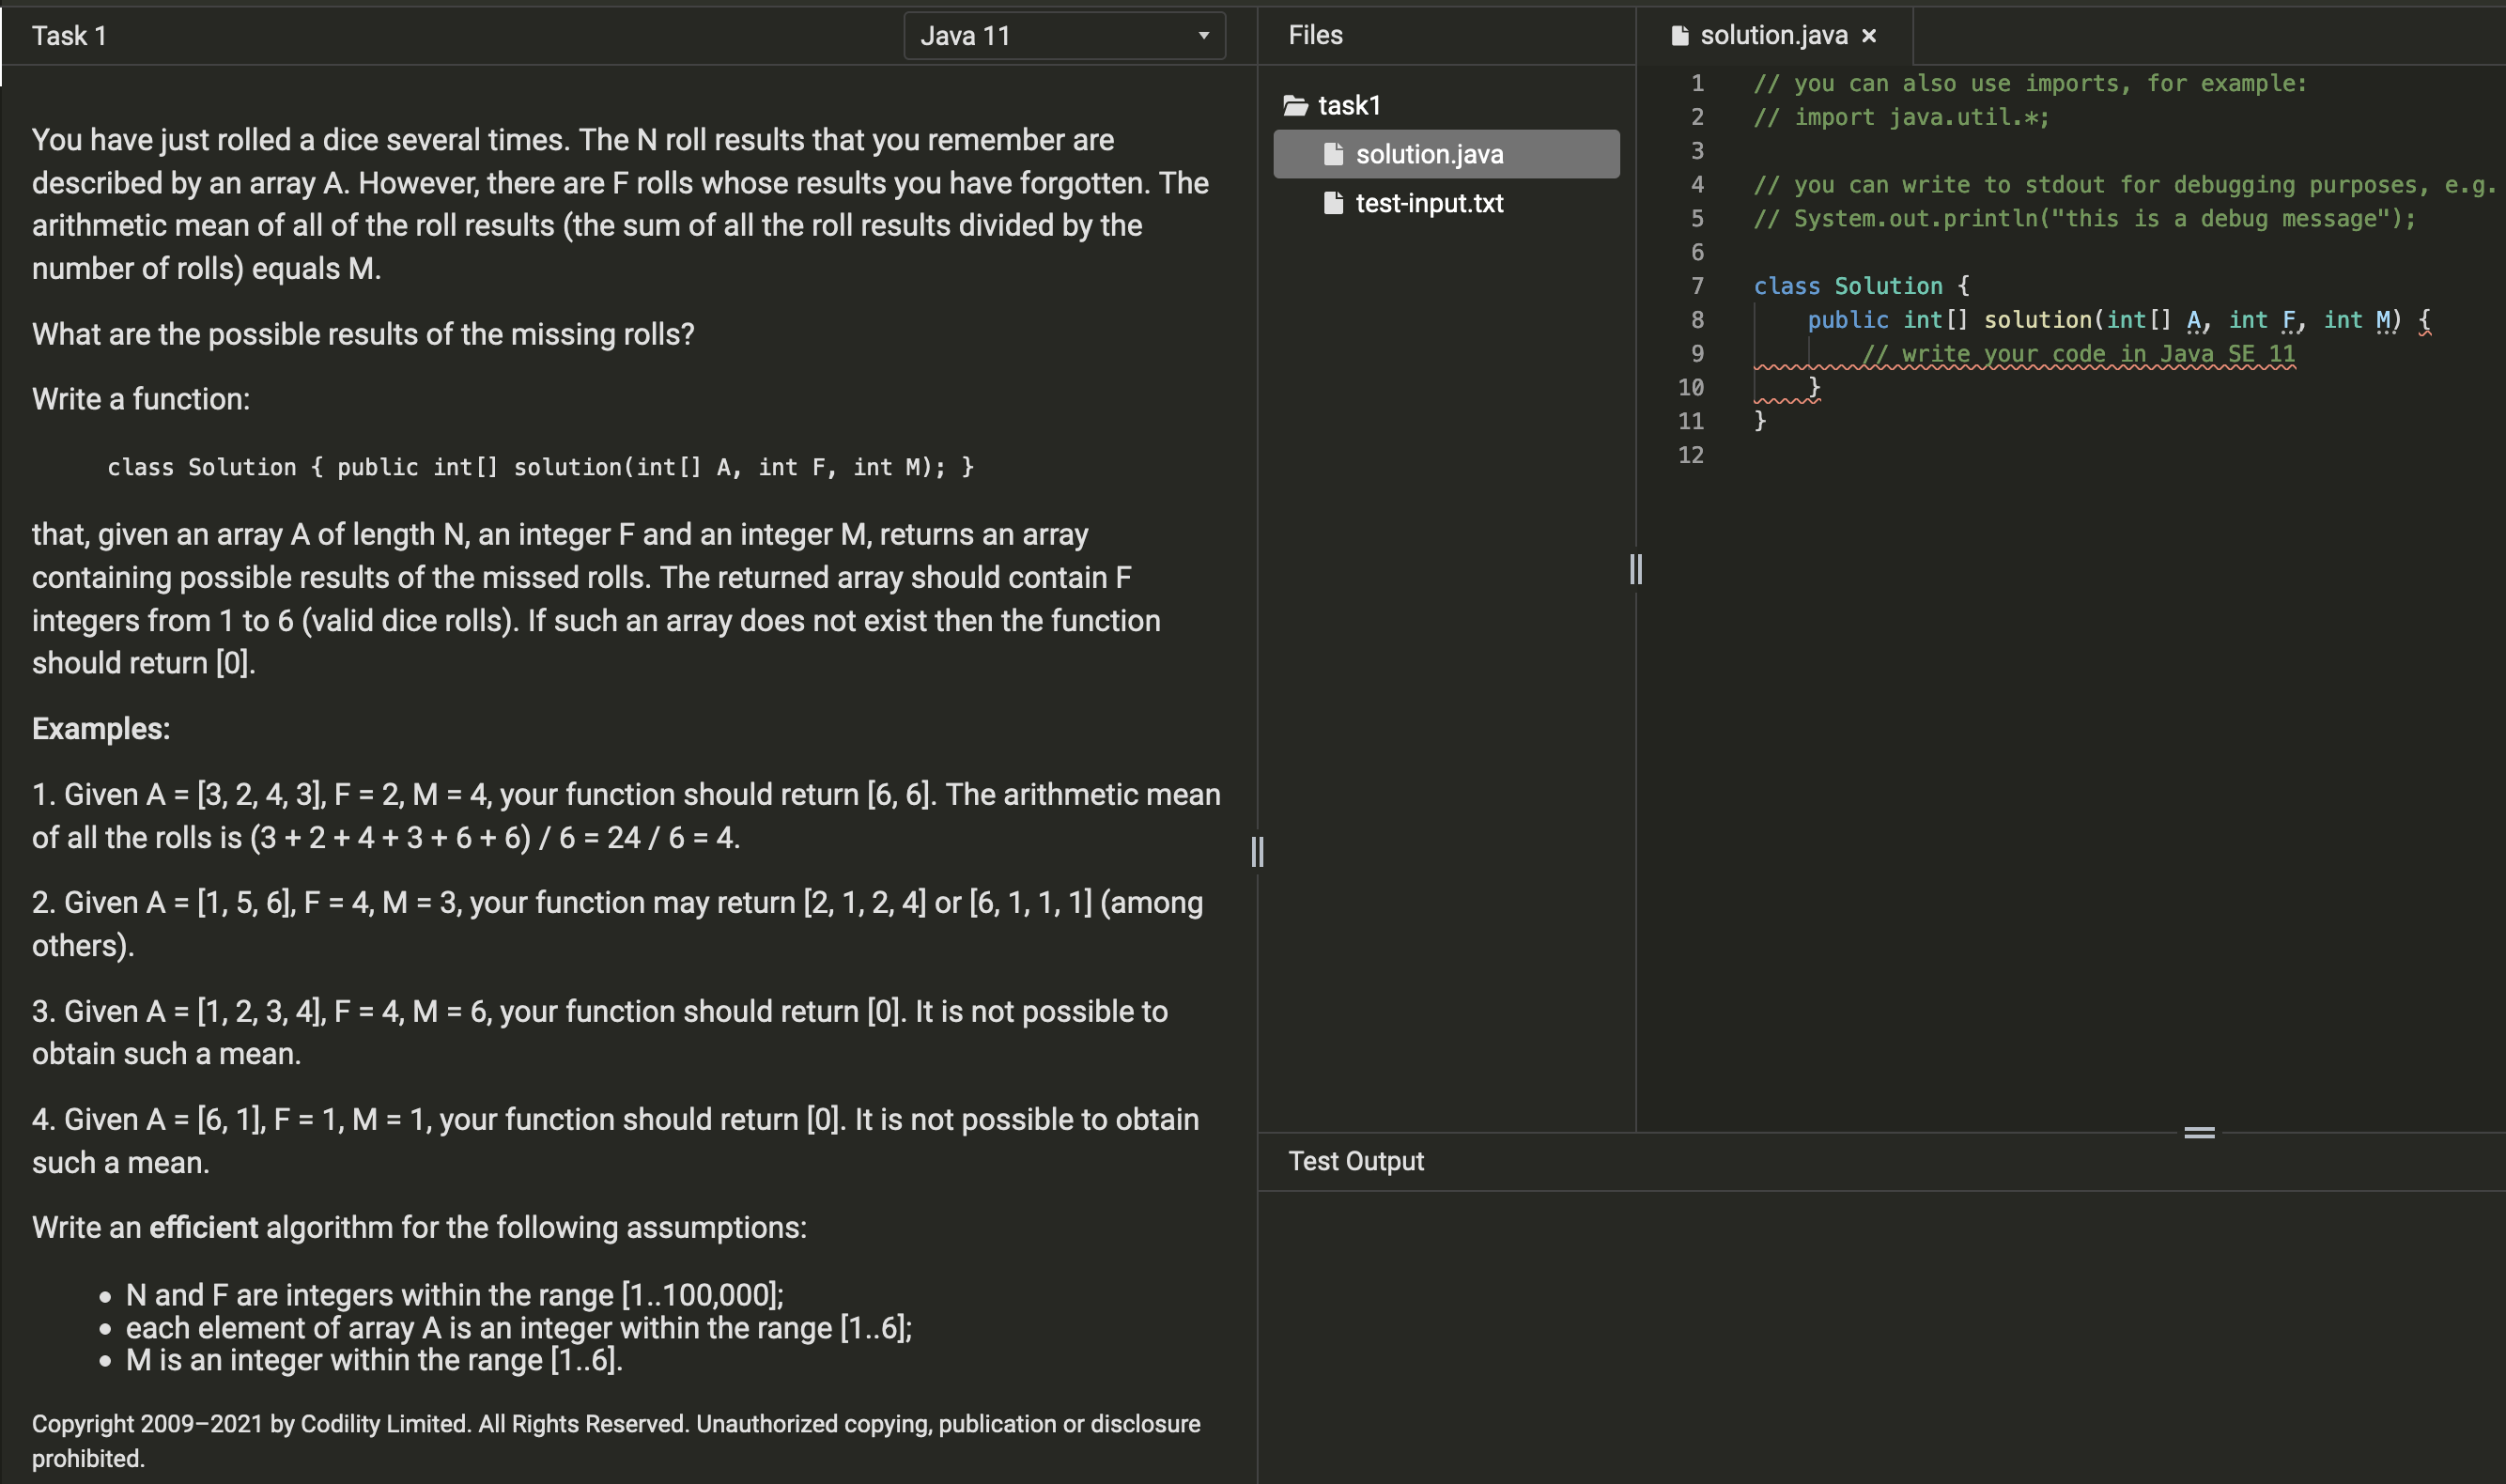 Task 1
Java 11
You have just rolled a dice several times. The N roll results that you remember are
described by an array A. However, there are F rolls whose results you have forgotten. The
arithmetic mean of all of the roll results (the sum of all the roll results divided by the
number of rolls) equals M.
What are the possible results of the missing rolls?
Write a function:
class Solution { public int[] solution(int[] A, int F, int M); }
that, given an array A of length N, an integer F and an integer M, returns an array
containing possible results of the missed rolls. The returned array should contain F
integers from 1 to 6 (valid dice rolls). If such an array does not exist then the function
should return [0].
Examples:
1. Given A = [3, 2, 4, 3], F = 2, M = 4, your function should return [6, 6]. The arithmetic mean
of all the rolls is (3 + 2 + 4 + 3 + 6 + 6) / 6 = 24 / 6 = 4.
2. Given A = [1, 5, 6], F = 4, M = 3, your function may return [2, 1, 2, 4] or [6, 1, 1, 1] (among
others).
3. Given A = [1, 2, 3, 4], F = 4, M = 6, your function should return [0]. It is not possible to
obtain such a mean.
4. Given A = [6, 1], F = 1, M = 1, your function should return [0]. It is not possible to obtain
such a mean.
Write an efficient algorithm for the following assumptions:
• N and F are integers within the range [1..100,000];
• each element of array A is an integer within the range [1..6];
• M is an integer within the range [1..6].
Copyright 2009–2021 by Codility Limited. All Rights Reserved. Unauthorized copying, publication or disclosure
prohibited.
Files
task1
solution.java
test-input.txt
solution.java ×
1 // you can also use imports, for example:
2 // import java.util.*;
3
4 // you can write to stdout for debugging purposes, e.g.
5 // System.out.println("this is a debug message");
6
7 class Solution {
8     public int[] solution(int[] A, int F, int M) {
9         // write your code in Java SE 11
10     }
11 }
12
Test Output